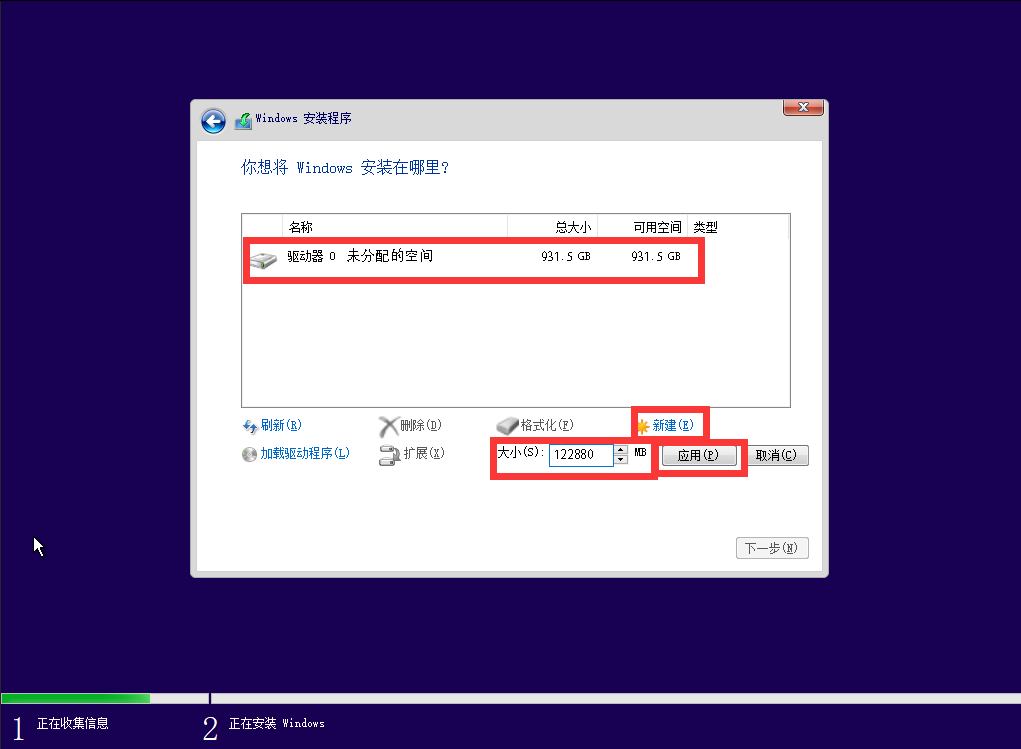 Windows 安装程序
你想将 Windows 安装在哪里?
名称 总大小 可用空间 类型
驱动器 0 未分配的空间 931.5 GB 931.5 GB
刷新(R) 删除(D) 格式化(F) 新建(E)
加载驱动程序(L) 扩展(X) 大小(S): 122880 MB 应用(P) 取消(C)
下一步(N)
1 正在收集信息 2 正在安装 Windows